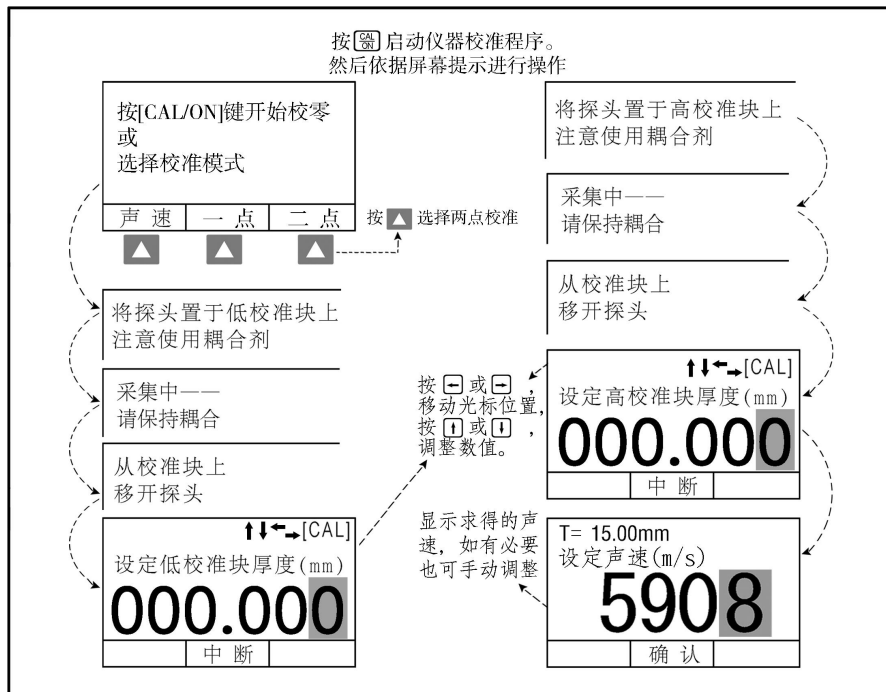 按[CAL/ON]启动仪器校准程序。
然后依据屏幕提示进行操作
按[CAL/ON]键开始校零
或
选择校准模式
声速 一点 二点
按 ▲ 选择两点校准
将探头置于低校准块上
注意使用耦合剂
采集中——
请保持耦合
从校准块上
移开探头
↑↓←→[CAL]
设定低校准块厚度(mm)
000.000
中断
按←或→，
移动光标位置,
按↑或↓，
调整数值。
将探头置于高校准块上
注意使用耦合剂
采集中——
请保持耦合
从校准块上
移开探头
↑↓←→[CAL]
设定高校准块厚度(mm)
000.000
中断
显示求得的声
速，如有必要
也可手动调整
T= 15.00mm
设定声速(m/s)
5908
确认